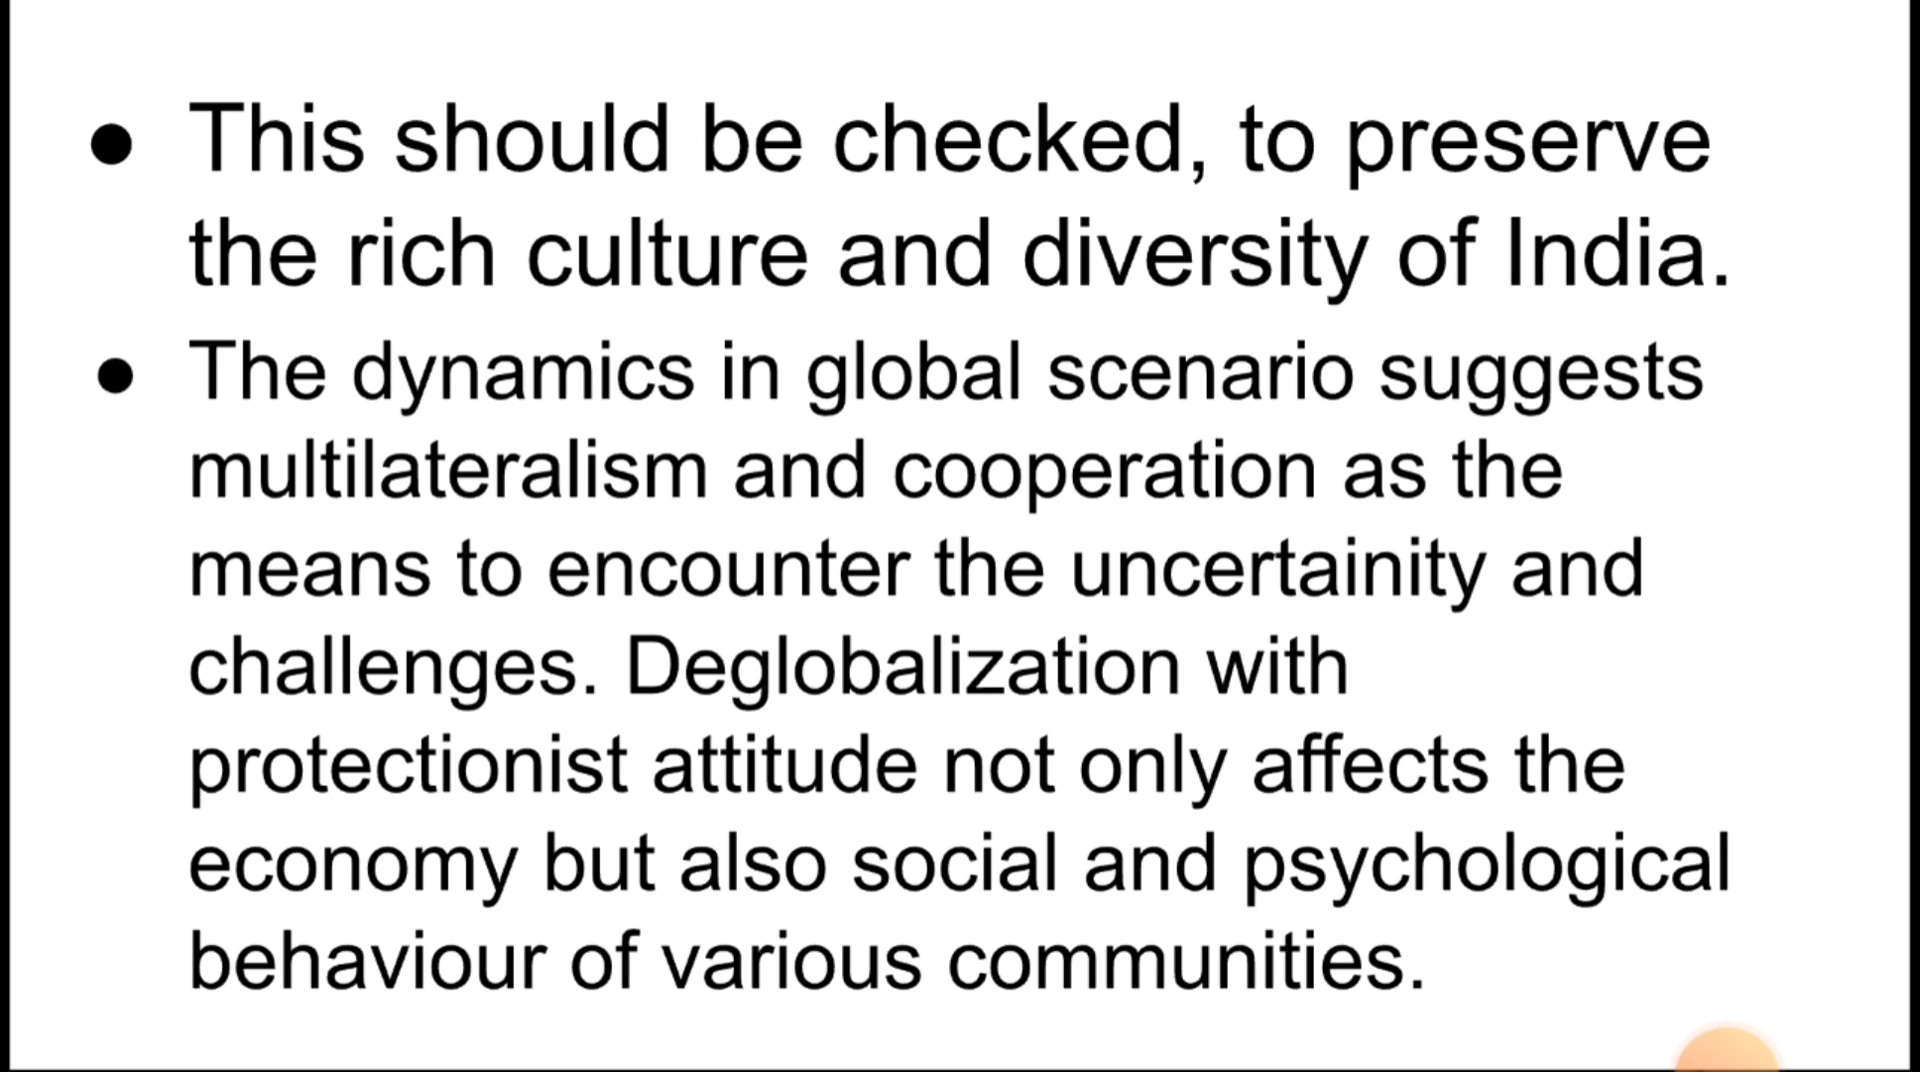 ● This should be checked, to preserve
the rich culture and diversity of India.
● The dynamics in global scenario suggests
multilateralism and cooperation as the
means to encounter the uncertainity and
challenges. Deglobalization with
protectionist attitude not only affects the
economy but also social and psychological
behaviour of various communities.